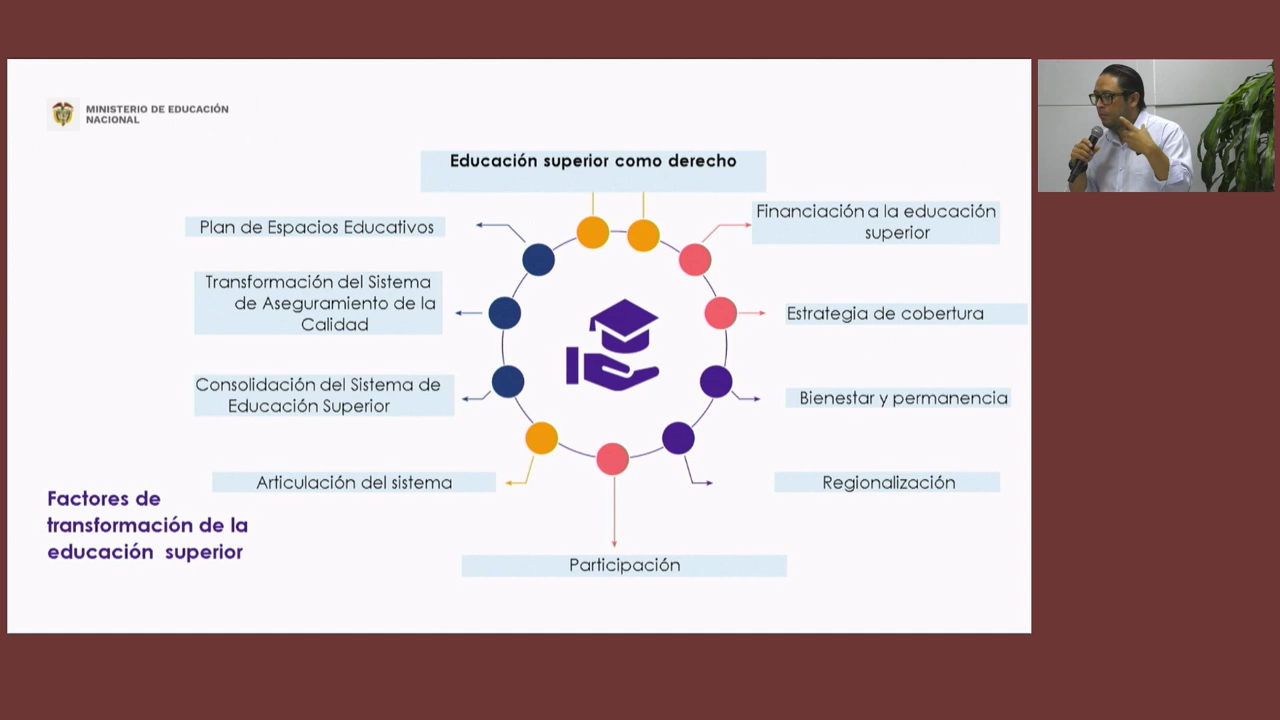 MINISTERIO DE EDUCACIÓN
NACIONAL
Educación superior como derecho
Plan de Espacios Educativos
Financiación a la educación
superior
Transformación del Sistema
de Aseguramiento de la
Calidad
Estrategia de cobertura
Consolidación del Sistema de
Educación Superior
Bienestar y permanencia
Articulación del sistema
Regionalización
Factores de
transformación de la
educación superior
Participación